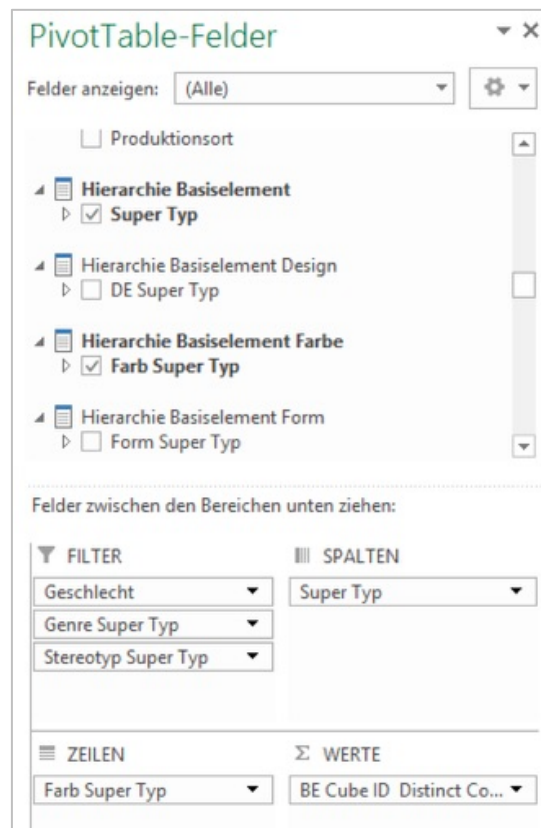 PivotTable-Felder
Felder anzeigen: (Alle)
Produktionsort
Hierarchie Basiselement
Super Typ
Hierarchie Basiselement Design
DE Super Typ
Hierarchie Basiselement Farbe
Farb Super Typ
Hierarchie Basiselement Form
Form Super Typ
Felder zwischen den Bereichen unten ziehen:
FILTER
Geschlecht
Genre Super Typ
Stereotyp Super Typ
SPALTEN
Super Typ
ZEILEN
Farb Super Typ
Σ WERTE
BE Cube ID Distinct Co...